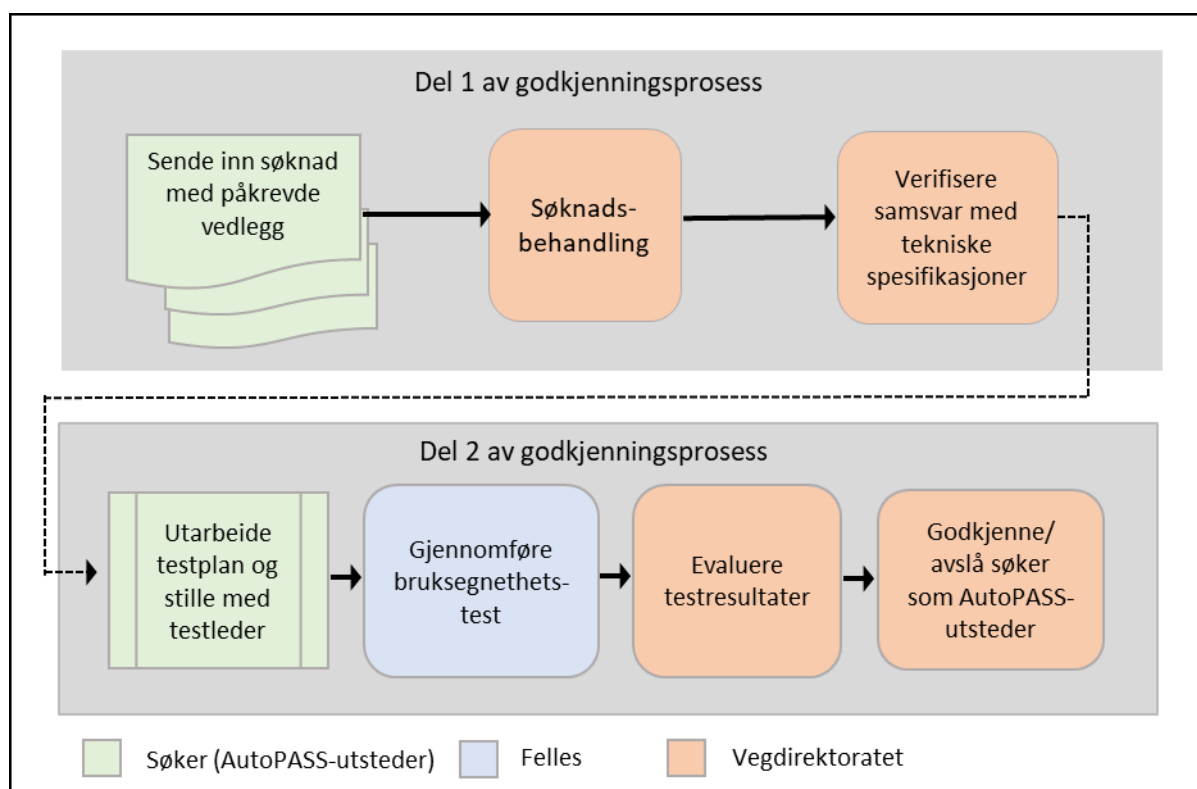 Del 1 av godkjenningsprosess
Sende inn søknad
med påkrevde
vedlegg
Søknads-
behandling
Verifisere
samsvar med
tekniske
spesifikasjoner
Del 2 av godkjenningsprosess
Utarbeide
testplan og
stille med
testleder
Gjennomføre
bruksegnethets-
test
Evaluere
testresultater
Godkjenne/
avslå søker
som AutoPASS-
utsteder
Søker (AutoPASS-utsteder)
Felles
Vegdirektoratet